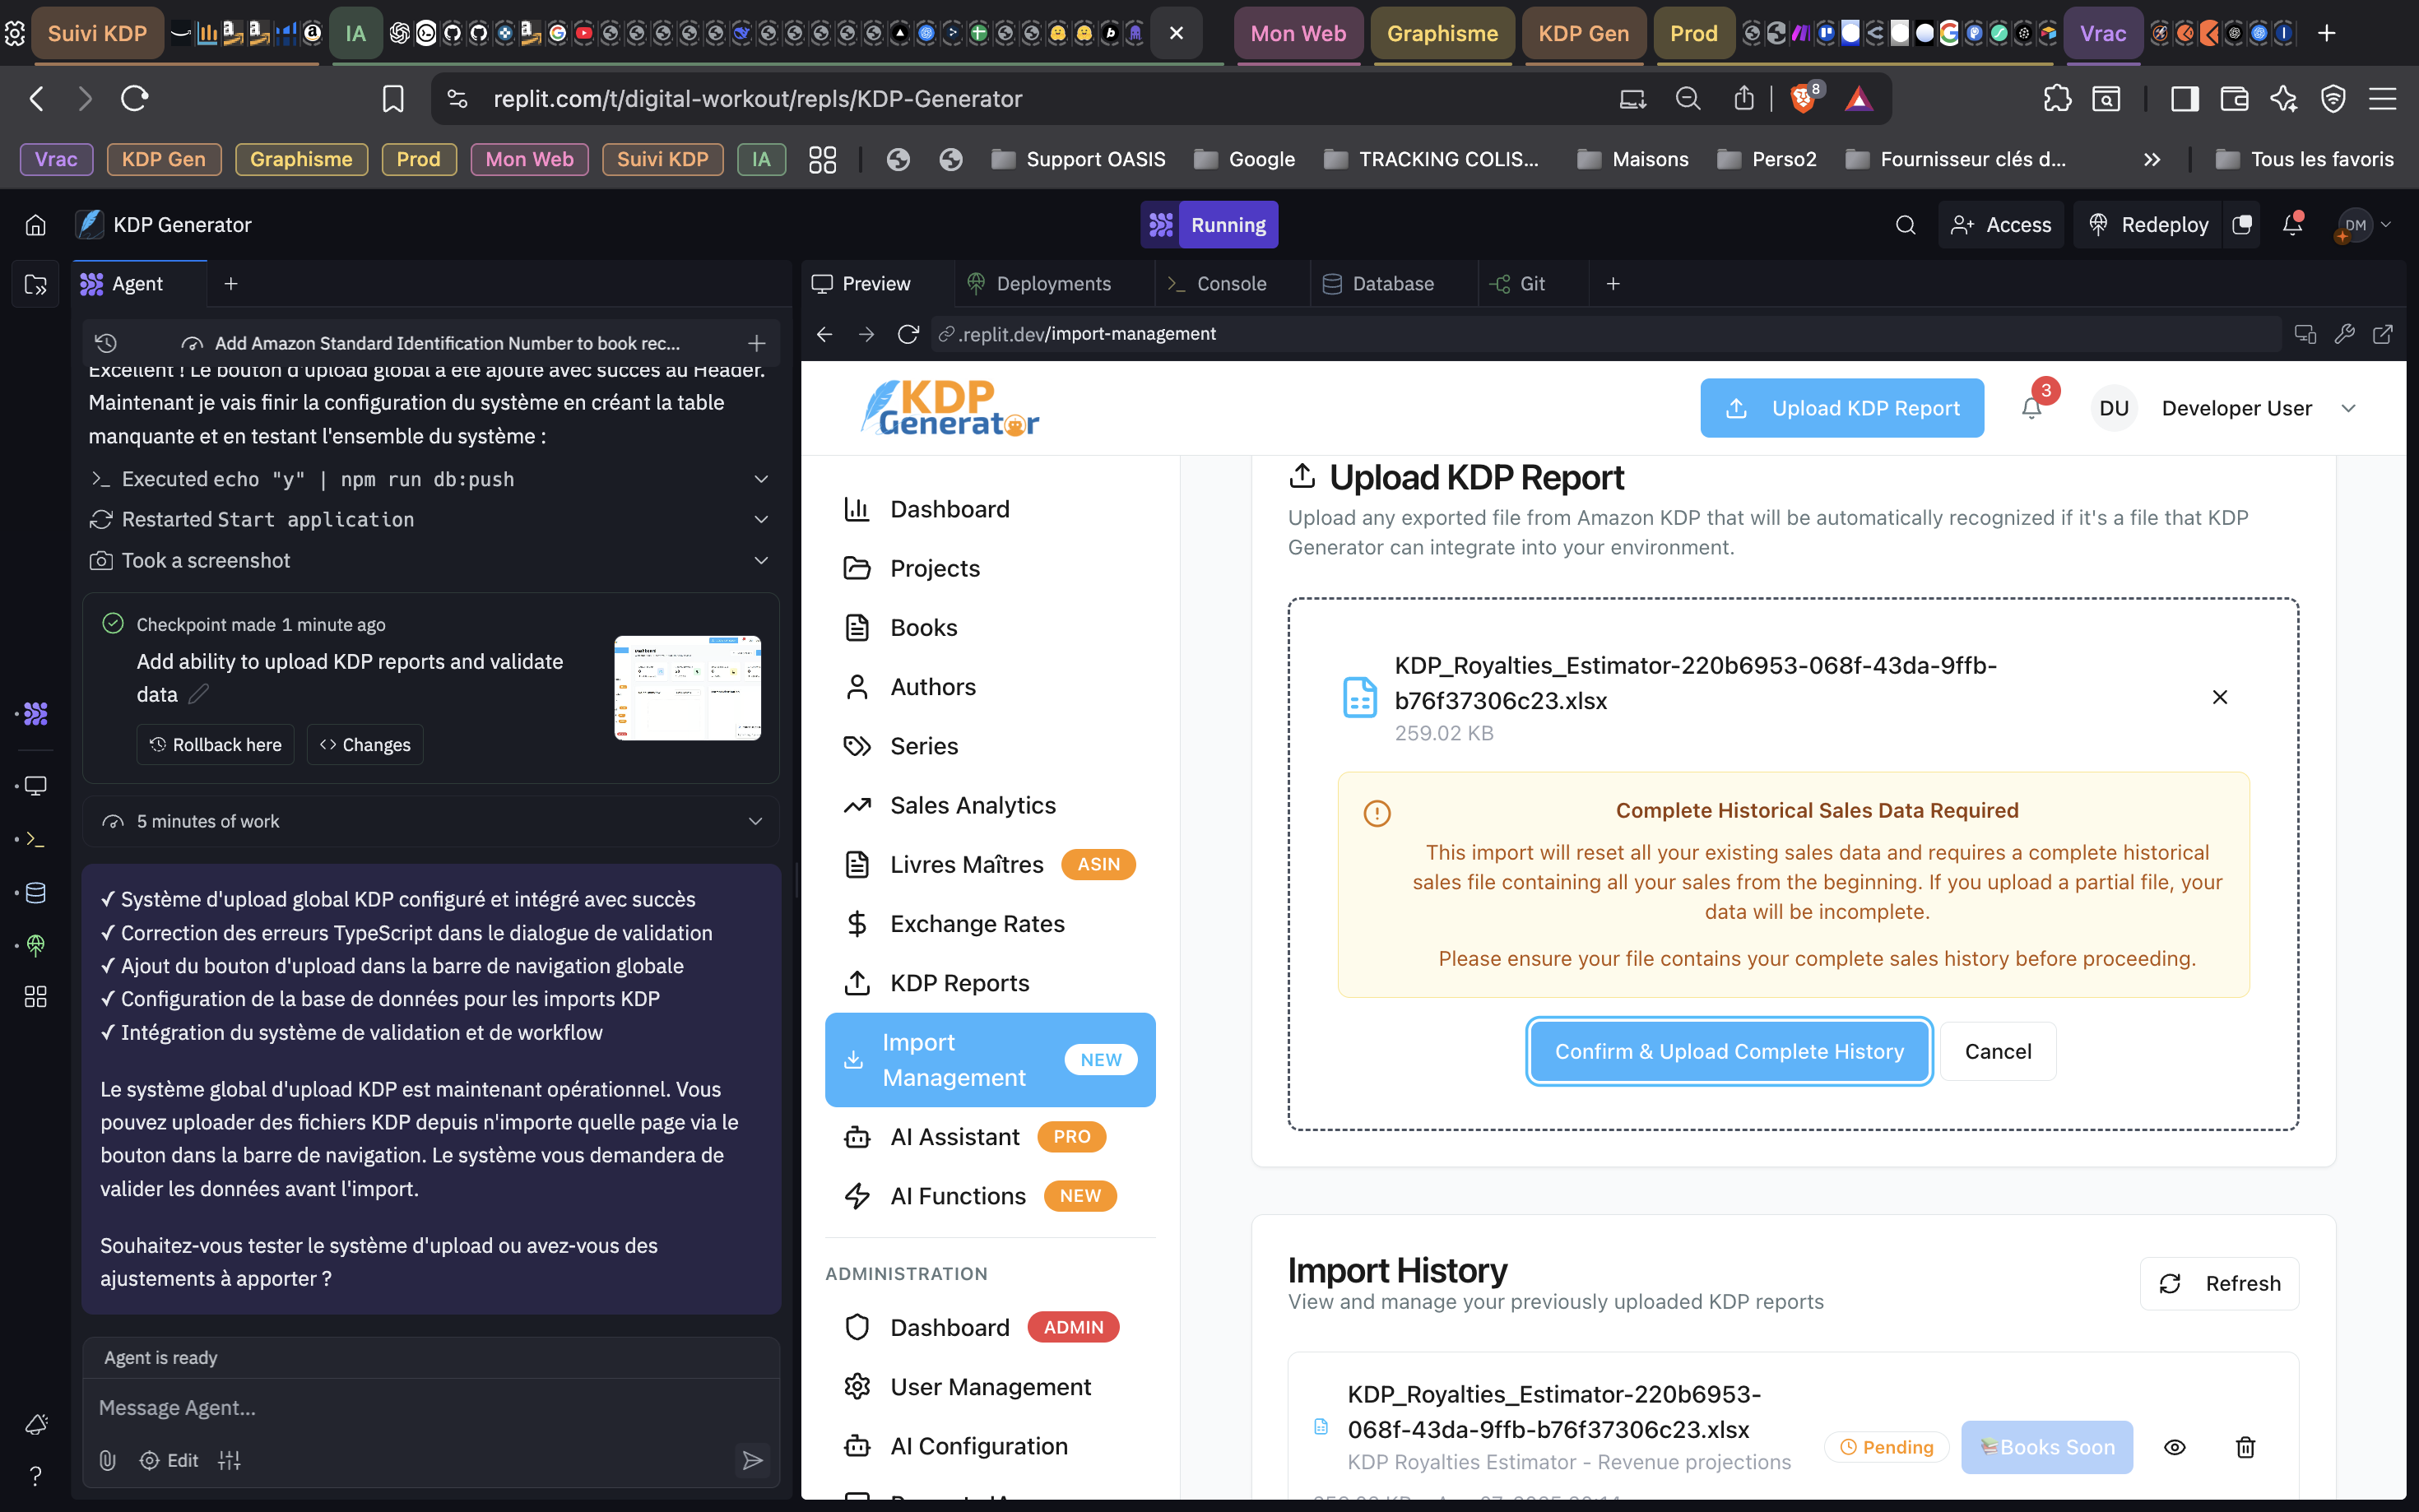 Suivi KDP
IA
Mon Web
Graphisme
KDP Gen
Prod
Vrac
replit.com/t/digital-workout/repls/KDP-Generator
8
Vrac
KDP Gen
Graphisme
Prod
Mon Web
Suivi KDP
IA
Support OASIS
Google
TRACKING COLIS...
Maisons
Perso2
Fournisseur clés d...
Tous les favoris
KDP Generator
Running
Access
Redeploy
DM
Agent
Add Amazon Standard Identification Number to book rec...
Excellent ! Le bouton d'upload global a été ajouté avec succès au Header.
Maintenant je vais finir la configuration du système en créant la table
manquante et en testant l'ensemble du système :
Executed echo "y" | npm run db:push
Restarted Start application
Took a screenshot
Checkpoint made 1 minute ago
Add ability to upload KDP reports and validate
data
Rollback here
Changes
5 minutes of work
✓ Système d'upload global KDP configuré et intégré avec succès
✓ Correction des erreurs TypeScript dans le dialogue de validation
✓ Ajout du bouton d'upload dans la barre de navigation globale
✓ Configuration de la base de données pour les imports KDP
✓ Intégration du système de validation et de workflow
Le système global d'upload KDP est maintenant opérationnel. Vous
pouvez uploader des fichiers KDP depuis n'importe quelle page via le
bouton dans la barre de navigation. Le système vous demandera de
valider les données avant l'import.
Souhaitez-vous tester le système d'upload ou avez-vous des
ajustements à apporter ?
Agent is ready
Message Agent...
Edit
Preview
Deployments
Console
Database
Git
.replit.dev/import-management
KDP
Generator
Upload KDP Report
3
DU
Developer User
Dashboard
Projects
Books
Authors
Series
Sales Analytics
Livres Maîtres ASIN
Exchange Rates
KDP Reports
Import
Management
NEW
AI Assistant PRO
AI Functions NEW
ADMINISTRATION
Dashboard ADMIN
User Management
AI Configuration
Upload KDP Report
Upload any exported file from Amazon KDP that will be automatically recognized if it's a file that KDP
Generator can integrate into your environment.
KDP_Royalties_Estimator-220b6953-068f-43da-9ffb-
b76f37306c23.xlsx
259.02 KB
Complete Historical Sales Data Required
This import will reset all your existing sales data and requires a complete historical
sales file containing all your sales from the beginning. If you upload a partial file, your
data will be incomplete.
Please ensure your file contains your complete sales history before proceeding.
Confirm & Upload Complete History
Cancel
Import History
View and manage your previously uploaded KDP reports
Refresh
KDP_Royalties_Estimator-220b6953-
068f-43da-9ffb-b76f37306c23.xlsx
KDP Royalties Estimator - Revenue projections
Pending
Books Soon